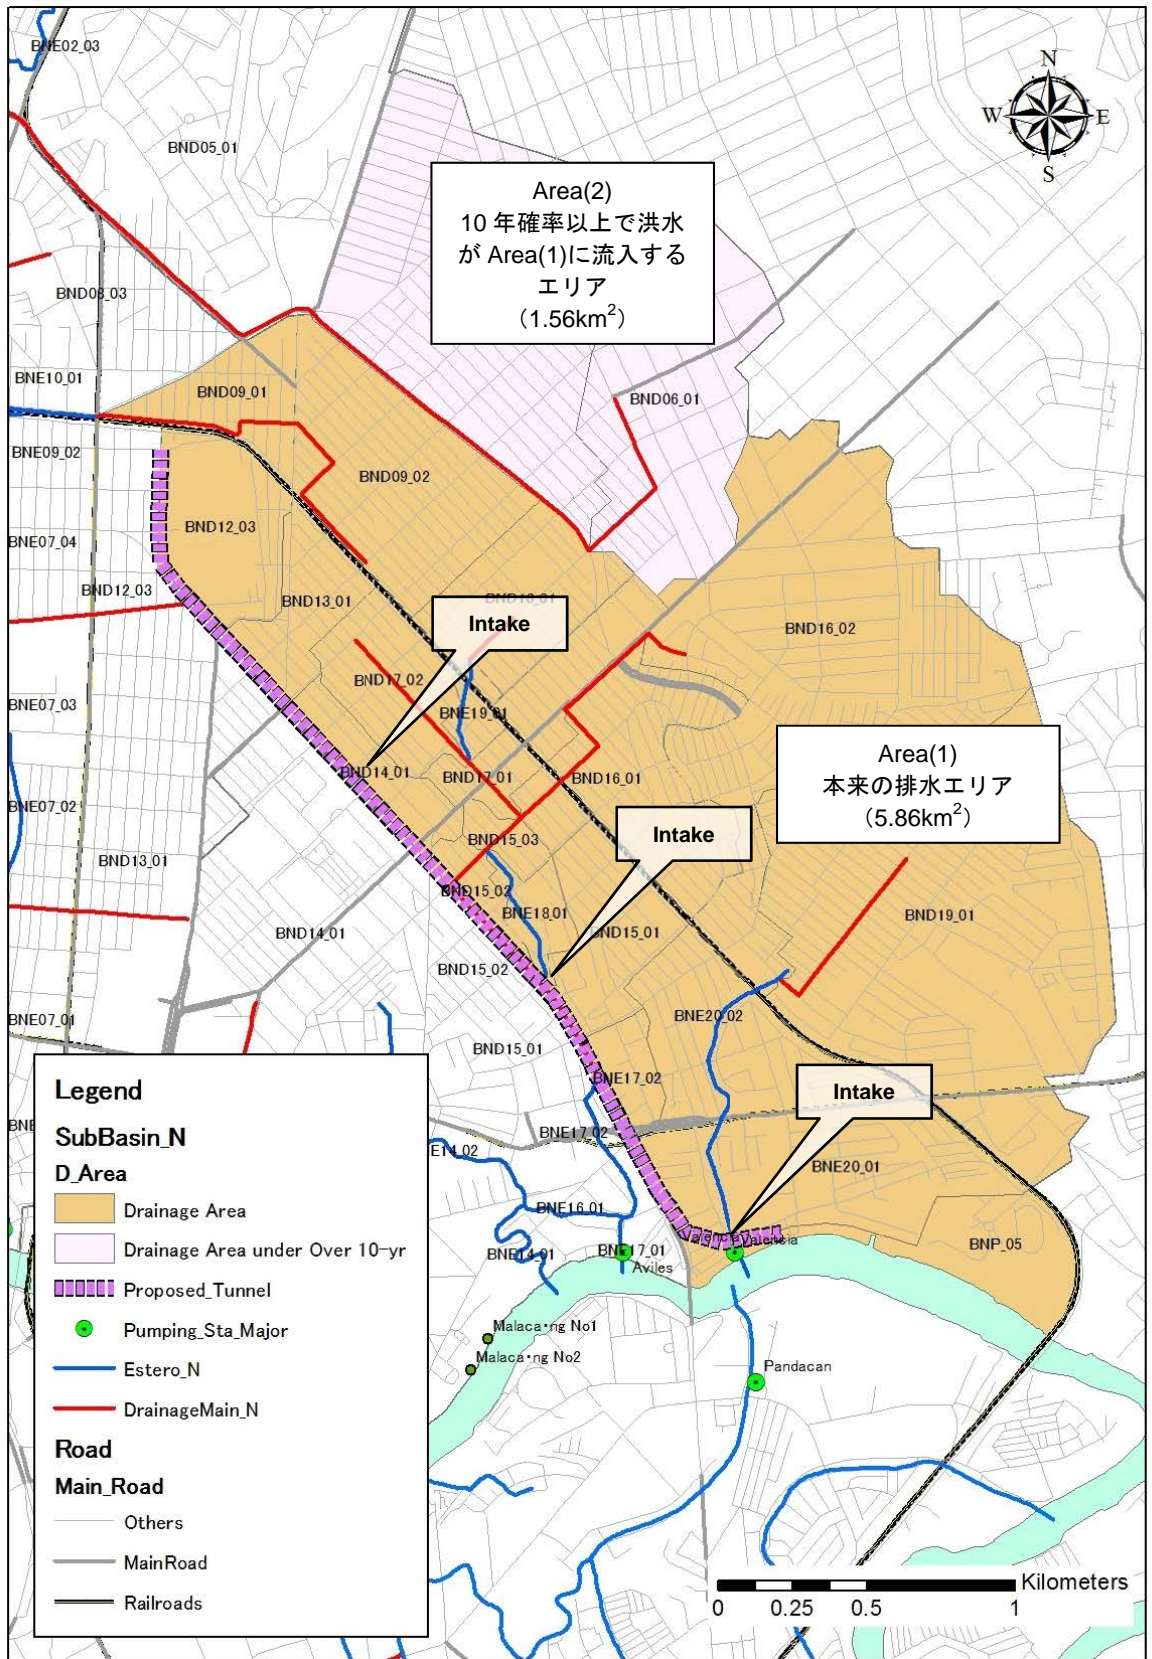 BNE02_03
BND05_01
N
W
E
S
Area(2)
10 年確率以上で洪水
が Area(1)に流入する
エリア
（1.56km²）
BND08_03
BNE10_01
BND09_01
BND06_01
BNE09_02
BND09_02
BND12_03
BNE07_04
BND12_03
BND13_01
BND16_01
Intake
BND16_02
BND17_02
BNE07_03
BNE19_01
Area(1)
本来の排水エリア
（5.86km²）
BND14_01
BND17_01
BND16_01
BNE07_02
Intake
BND15_03
BND13_01
BND15_02
BNE18_01
BND19_01
BND14_01
BND15_01
BND15_02
BNE07_01
BNE20_02
BND15_01
BNE17_02
Intake
BNE17_02
BNE14_02
BNE20_01
BNE16_01
BNE14_01
BNE17_01
Aviles
Valencia
Valencia
BNP_05
Malaca・ng No1
Malaca・ng No2
Pandacan
Legend
SubBasin_N
D_Area
Drainage Area
Drainage Area under Over 10-yr
Proposed_Tunnel
Pumping_Sta_Major
Estero_N
DrainageMain_N
Road
Main_Road
Others
MainRoad
Railroads
Kilometers
0 0.25 0.5 1